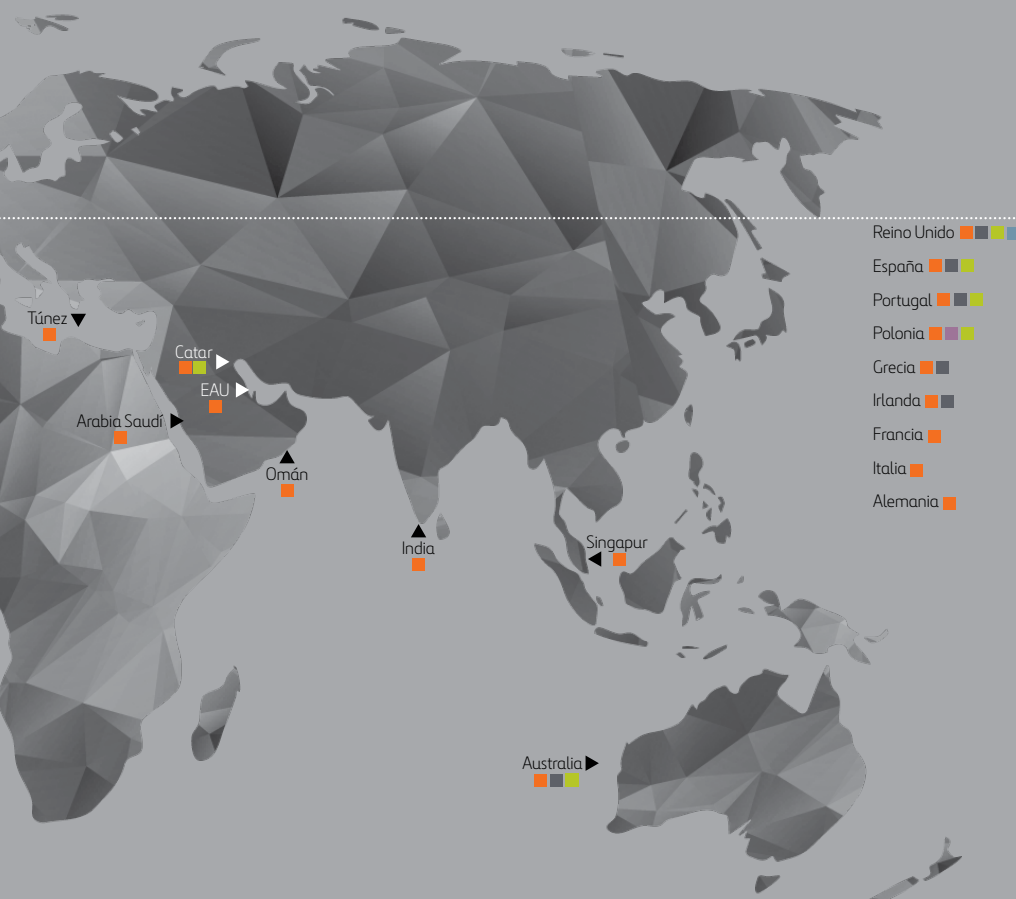 Reino Unido
España
Portugal
Túnez
Polonia
Catar
Grecia
EAU
Irlanda
Arabia Saudí
Francia
Omán
Italia
Alemania
India
Singapur
Australia